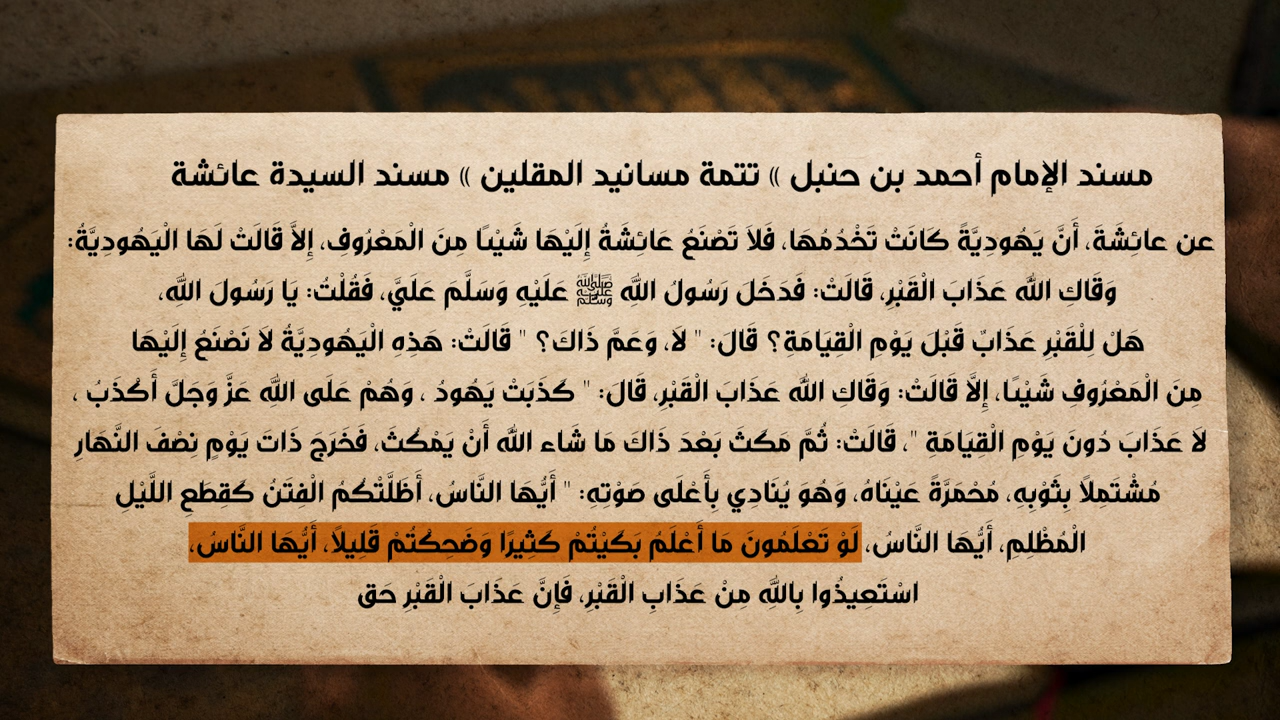 مسند الإمام أحمد بن حنبل » تتمة مسانيد المقلين » مسند السيدة عائشة
عن عائِشَةَ، أَنَّ يَهُودِيَّةً كَانَتْ تَخْدُمُهَا، فَلاَ تَصْنَعُ عَائِشَةُ إِلَيْهَا شَيْئًا مِنَ الْمَعْرُوفِ، إِلاَّ قَالَتْ لَهَا الْيَهُودِيَّةُ:
وَقَاكِ اللَّه عَذَابَ الْقَبْرِ، قَالَتْ: فَدَخَلَ رَسُولُ اللَّهِ ﷺ عَلَيْهِ وَسَلَّمَ عَلَيَّ، فَقُلْتُ: يَا رَسُولَ اللَّهِ،
هَلْ لِلْقَبْرِ عَذَابٌ قَبْلَ يَوْمِ الْقِيَامَةِ؟ قَالَ: " لاَ، وَعَمَّ ذَاكَ؟ " قَالَتْ: هَذِهِ الْيَهُودِيَّةُ لاَ نَصْنَعُ إِلَيْهَا
مِنَ الْمَعْرُوفِ شَيْئًا، إِلاَّ قَالَتْ: وَقَاكِ اللَّه عَذَابَ الْقَبْرِ، قَالَ: " كَذَبَتْ يَهُودُ ، وَهُمْ عَلَى اللَّهِ عَزَّ وَجَلَّ أَكْذَبُ ،
لاَ عَذَابَ دُونَ يَوْمِ الْقِيَامَةِ "، قَالَتْ: ثُمَّ مَكَثَ بَعْدَ ذَاكَ مَا شَاء اللَّه أَنْ يَمْكُثَ، فَخَرَجَ ذَاتَ يَوْمٍ نِصْفَ النَّهَارِ
مُشْتَمِلاً بِثَوْبِهِ، مُحْمَرَّةً عَيْنَاهُ، وَهُوَ يُنَادِي بِأَعْلَى صَوْتِهِ: " أَيُّهَا النَّاسُ، أَظَلَّتْكُمُ الْفِتَنُ كَقِطَعِ اللَّيْلِ
الْمُظْلِمِ، أَيُّهَا النَّاسُ، لَوْ تَعْلَمُونَ مَا أَعْلَمُ بَكَيْتُمْ كَثِيرًا وَضَحِكْتُمْ قَلِيلاً، أَيُّهَا النَّاسُ،
اسْتَعِيذُوا بِاللَّهِ مِنْ عَذَابِ الْقَبْرِ، فَإِنَّ عَذَابَ الْقَبْرِ حَق